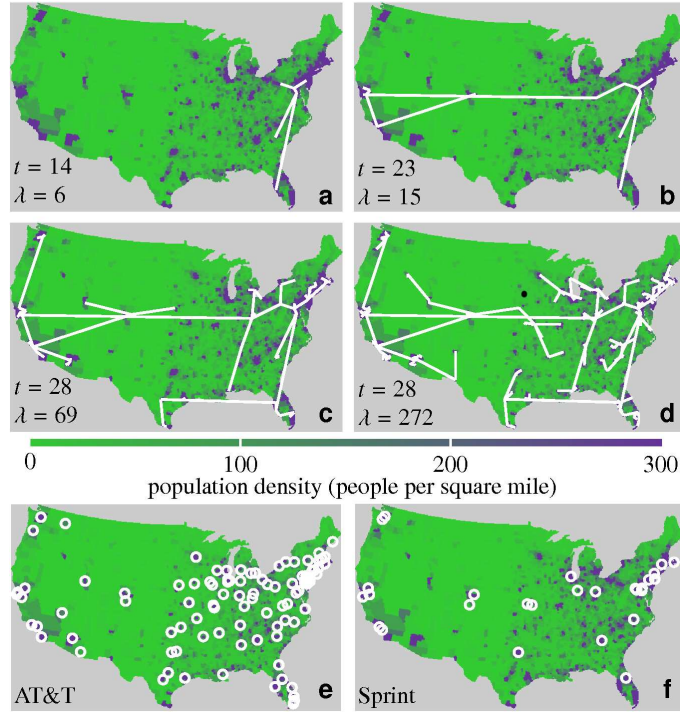 t = 14
λ = 6
a
t = 23
λ = 15
b
t = 28
λ = 69
c
t = 28
λ = 272
d
0 100 200 300
population density (people per square mile)
AT&T
e
Sprint
f